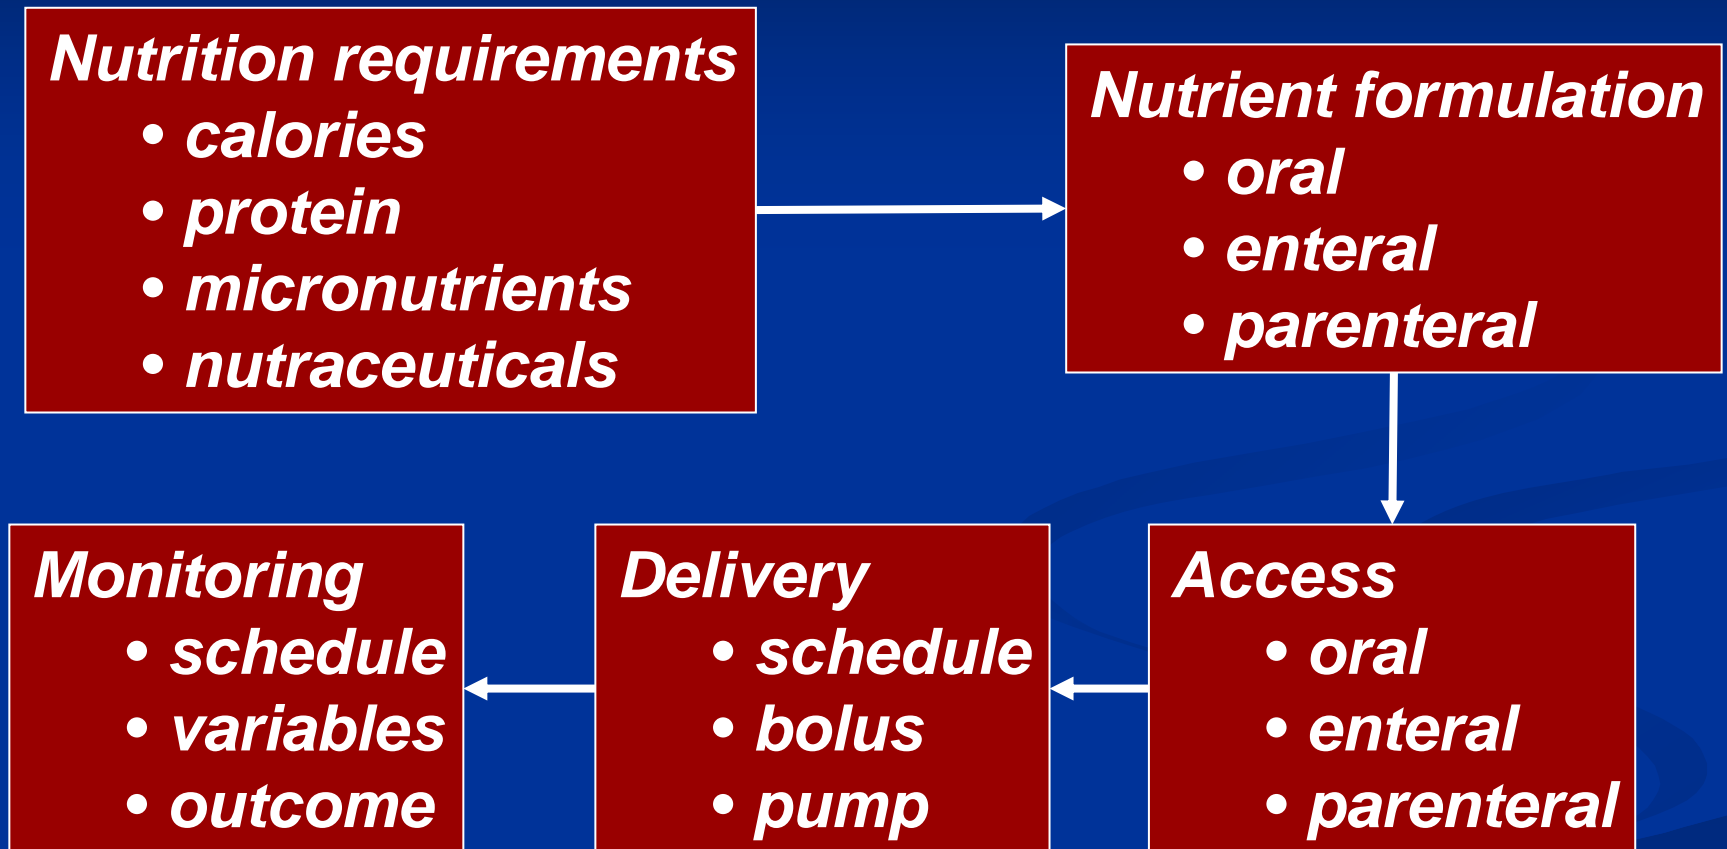 Nutrition requirements
• calories
• protein
• micronutrients
• nutraceuticals
Nutrient formulation
• oral
• enteral
• parenteral
Access
• oral
• enteral
• parenteral
Delivery
• schedule
• bolus
• pump
Monitoring
• schedule
• variables
• outcome